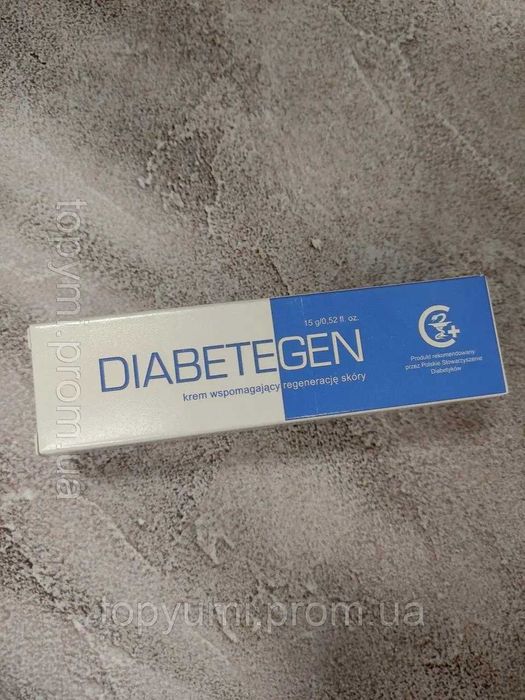 15 g/0,52 fl. oz.
DIABETEGEN
krem wspomagający regenerację skóry
Produkt rekomendowany
przez Polskie Stowarzyszenie
Diabetyków
topyumi.prom.ua
topyumi.prom.ua